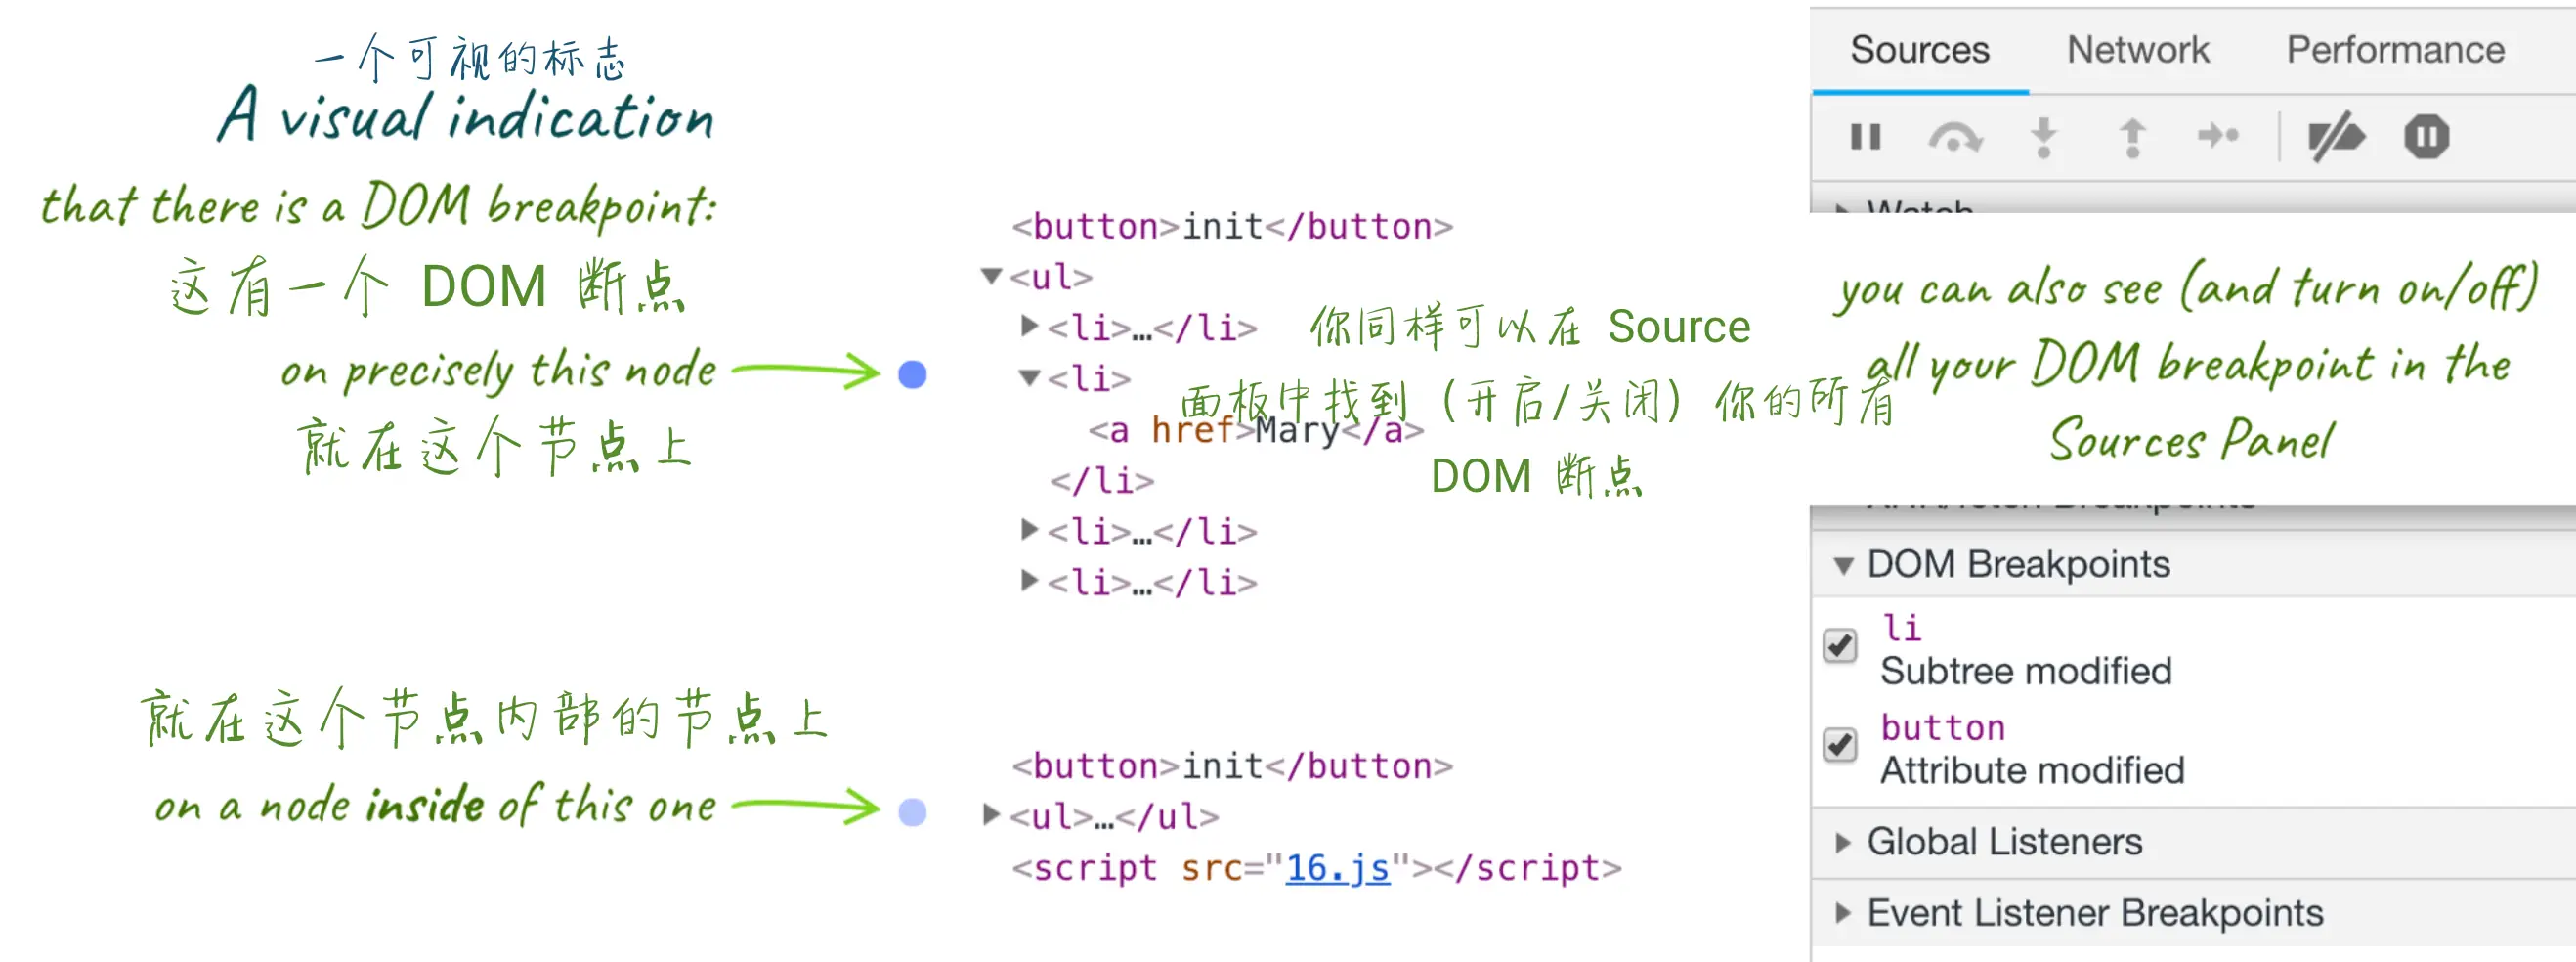 一个可视的标志
A visual indication
that there is a DOM breakpoint:
这有一个 DOM 断点
on precisely this node
就在这个节点上
就在这个节点内部的节点上
on a node inside of this one
<button>init</button>
<ul>
<li>…</li>
<li>
<a href>Mary</a>
</li>
<li>…</li>
<li>…</li>
你同样可以在 Source
面板中找到（开启/关闭）你的所有
DOM 断点
<button>init</button>
<ul>…</ul>
<script src="16.js"></script>
Sources Network Performance
Watch
you can also see (and turn on/off)
all your DOM breakpoint in the
Sources Panel
DOM Breakpoints
li
Subtree modified
button
Attribute modified
Global Listeners
Event Listener Breakpoints